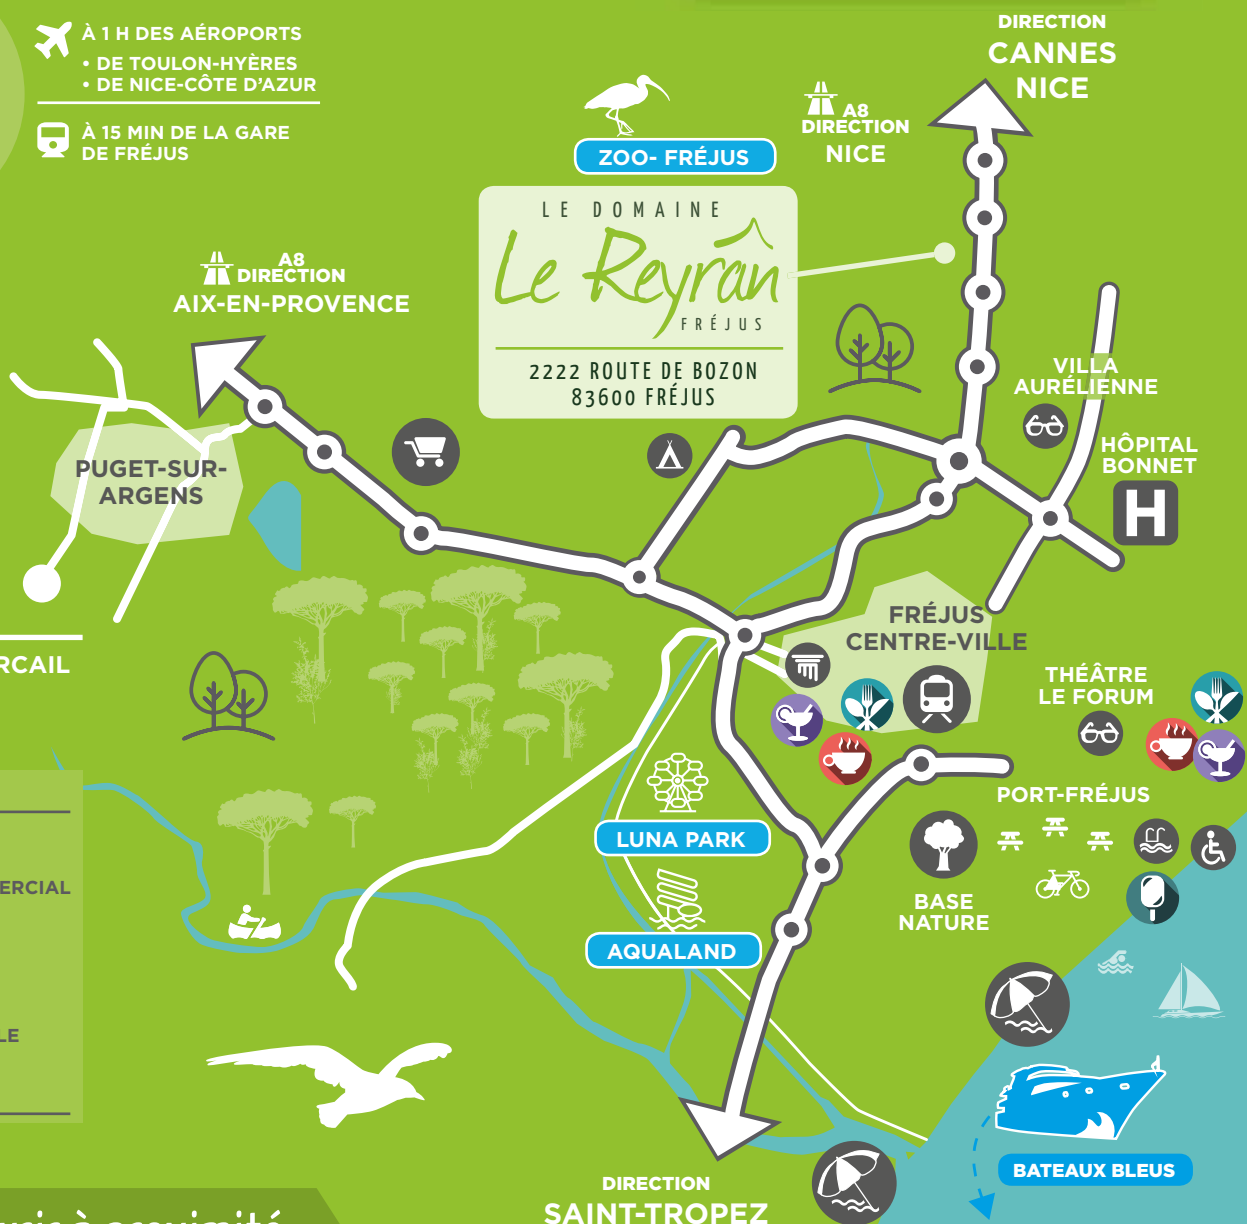 À 1 H DES AÉROPORTS
• DE TOULON-HYÈRES
• DE NICE-CÔTE D'AZUR
À 15 MIN DE LA GARE
DE FRÉJUS
DIRECTION
CANNES
NICE
A8
DIRECTION
NICE
ZOO- FRÉJUS
LE DOMAINE
Le Reyran
FRÉJUS
2222 ROUTE DE BOZON
83600 FRÉJUS
A8
DIRECTION
AIX-EN-PROVENCE
VILLA
AURÉLIENNE
HÔPITAL
BONNET
H
PUGET-SUR-
ARGENS
FRÉJUS
CENTRE-VILLE
THÉÂTRE
LE FORUM
RCAIL
PORT-FRÉJUS
LUNA PARK
ERCIAL
BASE
NATURE
AQUALAND
LE
BATEAUX BLEUS
DIRECTION
SAINT-TROPEZ
à proximité